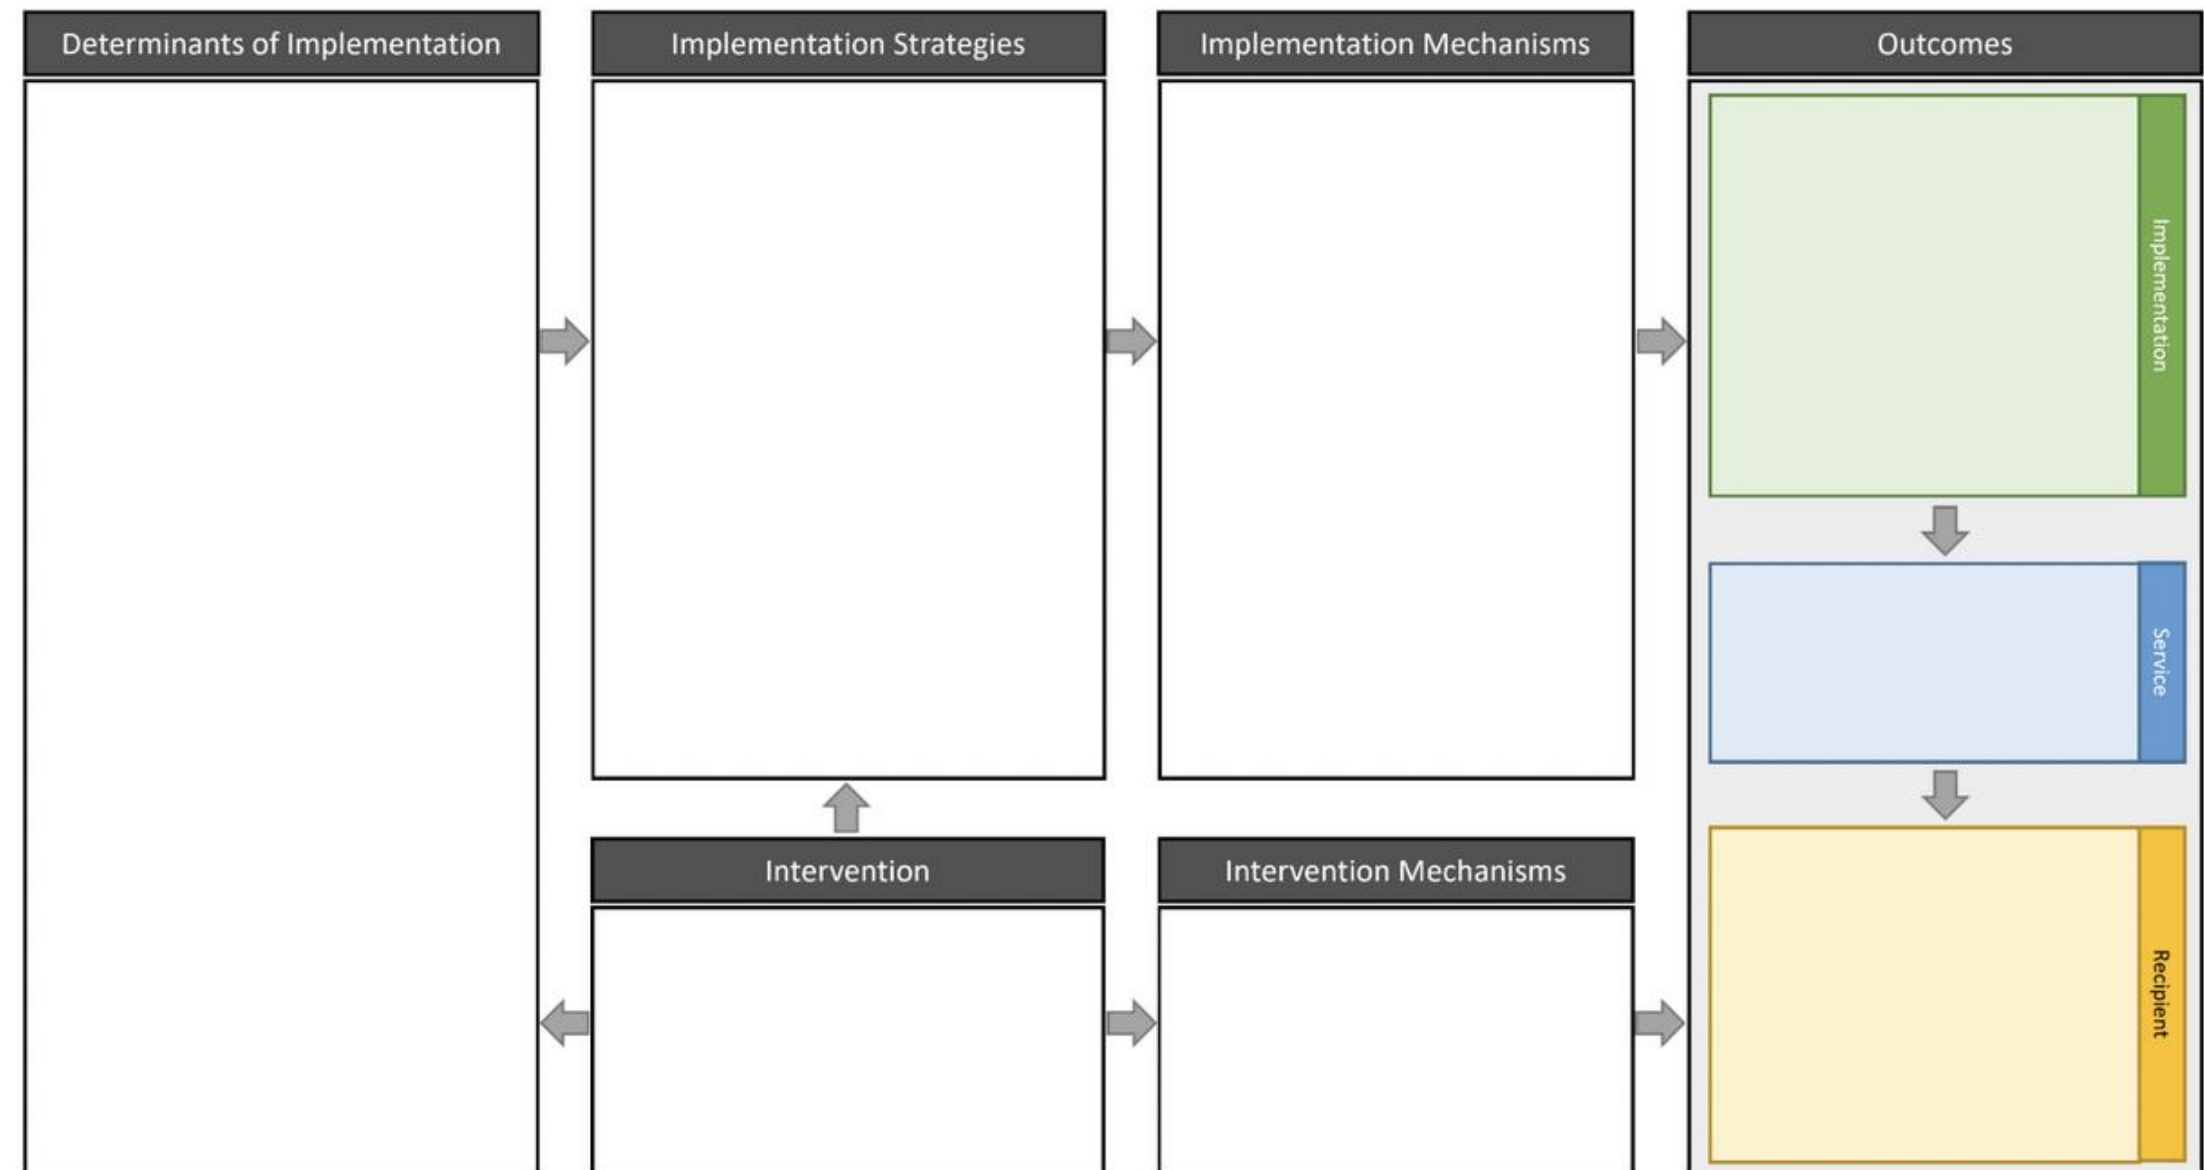 Determinants of Implementation
Implementation Strategies
Implementation Mechanisms
Outcomes
Implementation
Service
Intervention
Intervention Mechanisms
Recipient